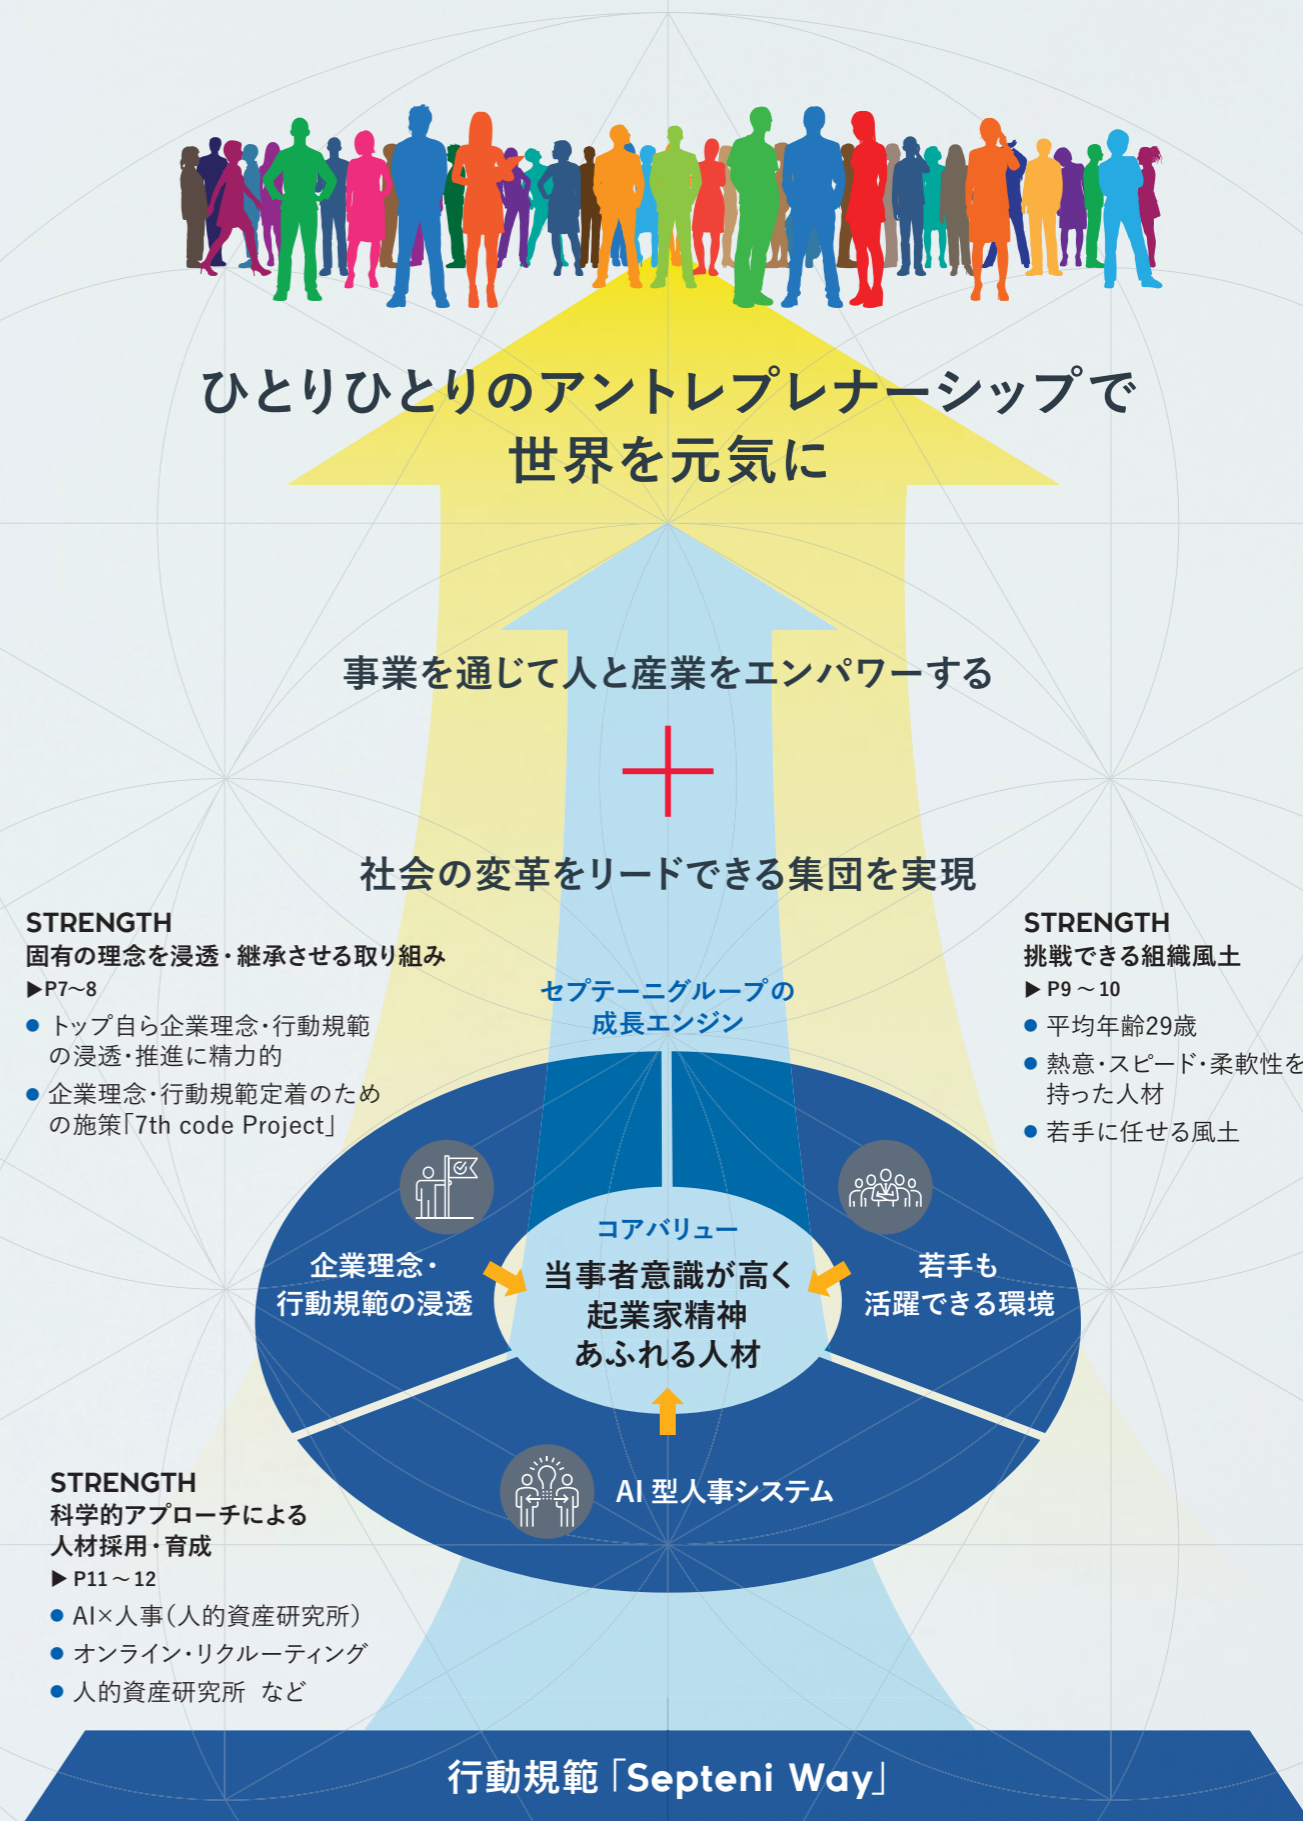 ひとりひとりのアントレプレナーシップで
世界を元気に
事業を通じて人と産業をエンパワーする
社会の変革をリードできる集団を実現
STRENGTH
固有の理念を浸透・継承させる取り組み
▶P7〜8
● トップ自ら企業理念・行動規範
の浸透・推進に精力的
● 企業理念・行動規範定着のため
の施策「7th code Project」
STRENGTH
挑戦できる組織風土
▶ P9 〜 10
● 平均年齢29歳
● 熱意・スピード・柔軟性を
持った人材
● 若手に任せる風土
セプテーニグループの
成長エンジン
企業理念・
行動規範の浸透
コアバリュー
当事者意識が高く
起業家精神
あふれる人材
若手も
活躍できる環境
AI 型人事システム
STRENGTH
科学的アプローチによる
人材採用・育成
▶ P11 〜 12
● AI×人事（人的資産研究所）
● オンライン・リクルーティング
● 人的資産研究所 など
行動規範「Septeni Way」